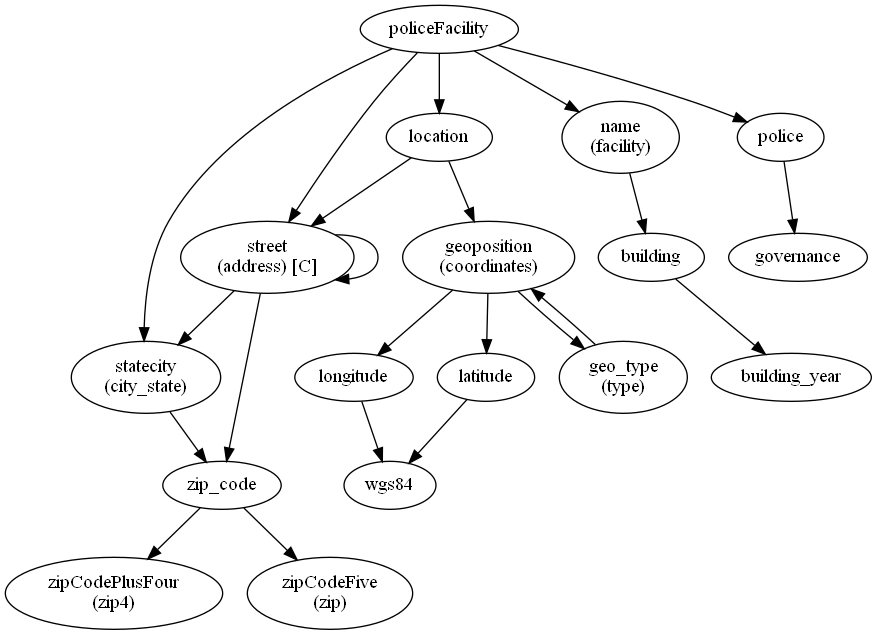 policeFacility
location
name
(facility)
police
street
(address) [C]
geoposition
(coordinates)
building
governance
statecity
(city_state)
longitude
latitude
geo_type
(type)
building_year
zip_code
wgs84
zipCodePlusFour
(zip4)
zipCodeFive
(zip)